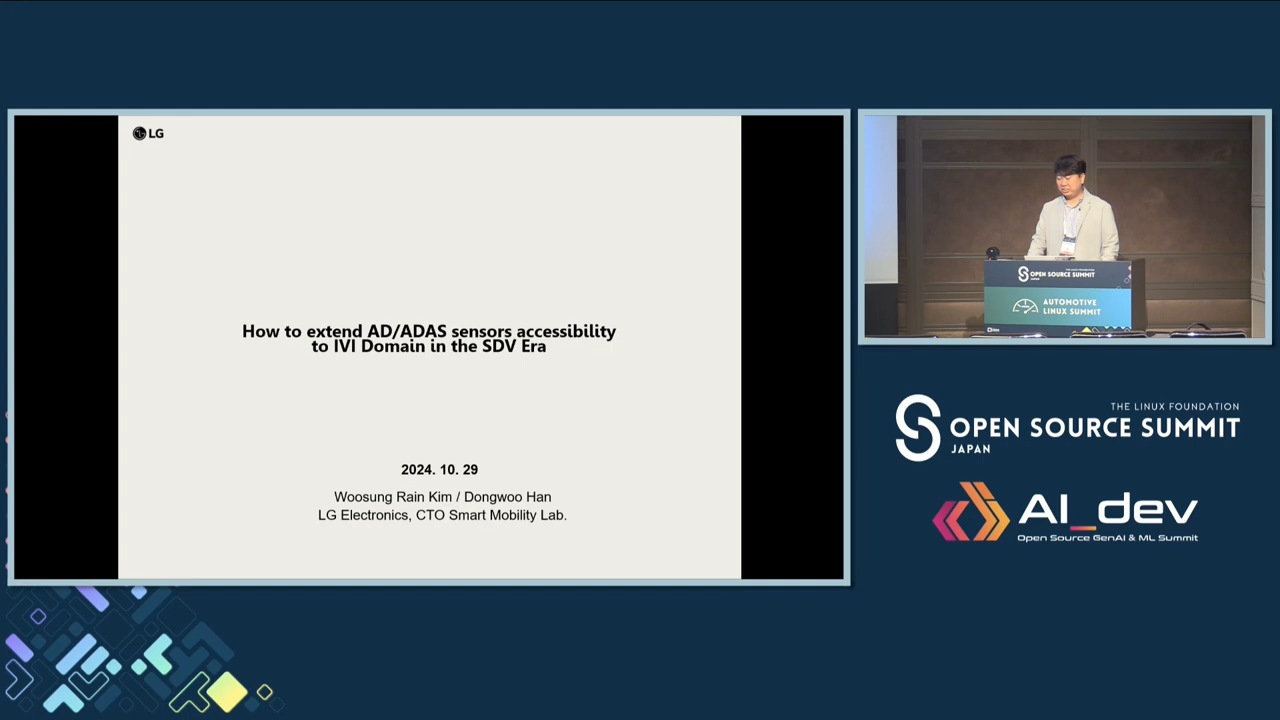 LG
How to extend AD/ADAS sensors accessibility
to IVI Domain in the SDV Era
2024. 10. 29
Woosung Rain Kim / Dongwoo Han
LG Electronics, CTO Smart Mobility Lab.
OPEN SOURCE SUMMIT
AUTOMOTIVE
LINUX SUMMIT
THE LINUX FOUNDATION
OPEN SOURCE SUMMIT
JAPAN
AI_dev
Open Source GenAI & ML Summit